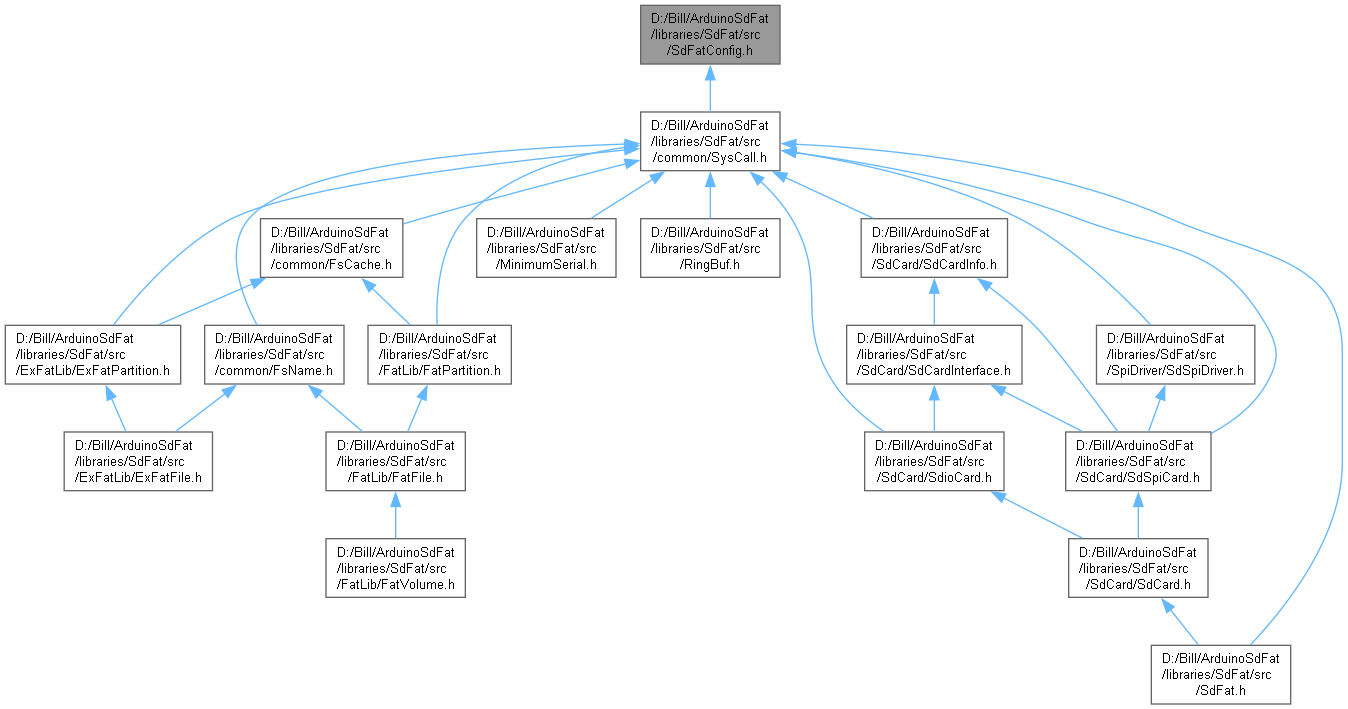 D:/Bill/ArduinoSdFat
/libraries/SdFat/src
/SdFatConfig.h
D:/Bill/ArduinoSdFat
/libraries/SdFat/src
/common/SysCall.h
D:/Bill/ArduinoSdFat
/libraries/SdFat/src
/common/FsCache.h
D:/Bill/ArduinoSdFat
/libraries/SdFat/src
/MinimumSerial.h
D:/Bill/ArduinoSdFat
/libraries/SdFat/src
/RingBuf.h
D:/Bill/ArduinoSdFat
/libraries/SdFat/src
/SdCard/SdCardInfo.h
D:/Bill/ArduinoSdFat
/libraries/SdFat/src
/ExFatLib/ExFatPartition.h
D:/Bill/ArduinoSdFat
/libraries/SdFat/src
/common/FsName.h
D:/Bill/ArduinoSdFat
/libraries/SdFat/src
/FatLib/FatPartition.h
D:/Bill/ArduinoSdFat
/libraries/SdFat/src
/SdCard/SdCardInterface.h
D:/Bill/ArduinoSdFat
/libraries/SdFat/src
/SpiDriver/SdSpiDriver.h
D:/Bill/ArduinoSdFat
/libraries/SdFat/src
/ExFatLib/ExFatFile.h
D:/Bill/ArduinoSdFat
/libraries/SdFat/src
/FatLib/FatFile.h
D:/Bill/ArduinoSdFat
/libraries/SdFat/src
/SdCard/SdioCard.h
D:/Bill/ArduinoSdFat
/libraries/SdFat/src
/SdCard/SdSpiCard.h
D:/Bill/ArduinoSdFat
/libraries/SdFat/src
/FatLib/FatVolume.h
D:/Bill/ArduinoSdFat
/libraries/SdFat/src
/SdCard/SdCard.h
D:/Bill/ArduinoSdFat
/libraries/SdFat/src
/SdFat.h